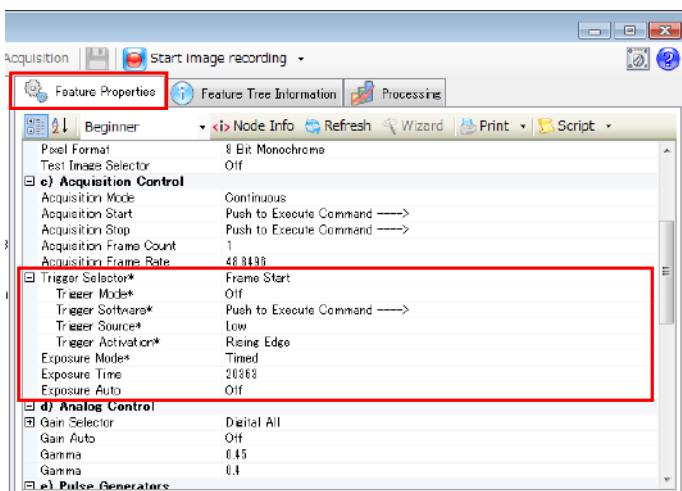 Acquisition Start image recording
Feature Properties Feature Tree Information Processing
Beginner <i> Node Info Refresh Wizard Print Script
Pixel Format 8 Bit Monochrome
Test Image Selector Off
c) Acquisition Control
Acquisition Mode Continuous
Acquisition Start Push to Execute Command ---->
Acquisition Stop Push to Execute Command ---->
Acquisition Frame Count 1
Acquisition Frame Rate 48.8496
Trigger Selector* Frame Start
Trigger Mode* Off
Trigger Software* Push to Execute Command ---->
Trigger Source* Low
Trigger Activation* Rising Edge
Exposure Mode* Timed
Exposure Time 20363
Exposure Auto Off
d) Analog Control
Gain Selector Digital All
Gain Auto Off
Gamma 0.45
Gamma 0.4
e) Pulse Generators